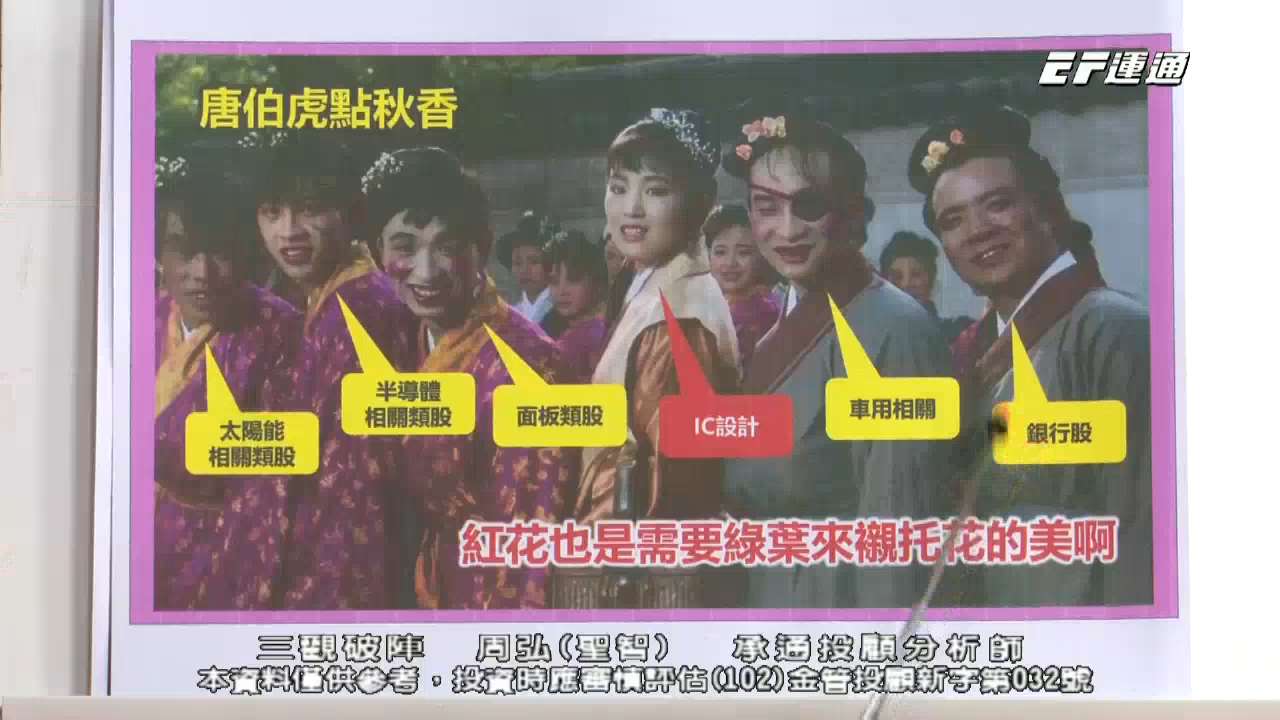 EF運通
唐伯虎點秋香
太陽能
相關類股
半導體
相關類股
面板類股
IC設計
車用相關
銀行股
紅花也是需要綠葉來襯托花的美啊
三觀破陣 周弘(聖智) 承通投顧分析師
本資料僅供參考，投資時應審慎評估(102)金管投顧新字第032號